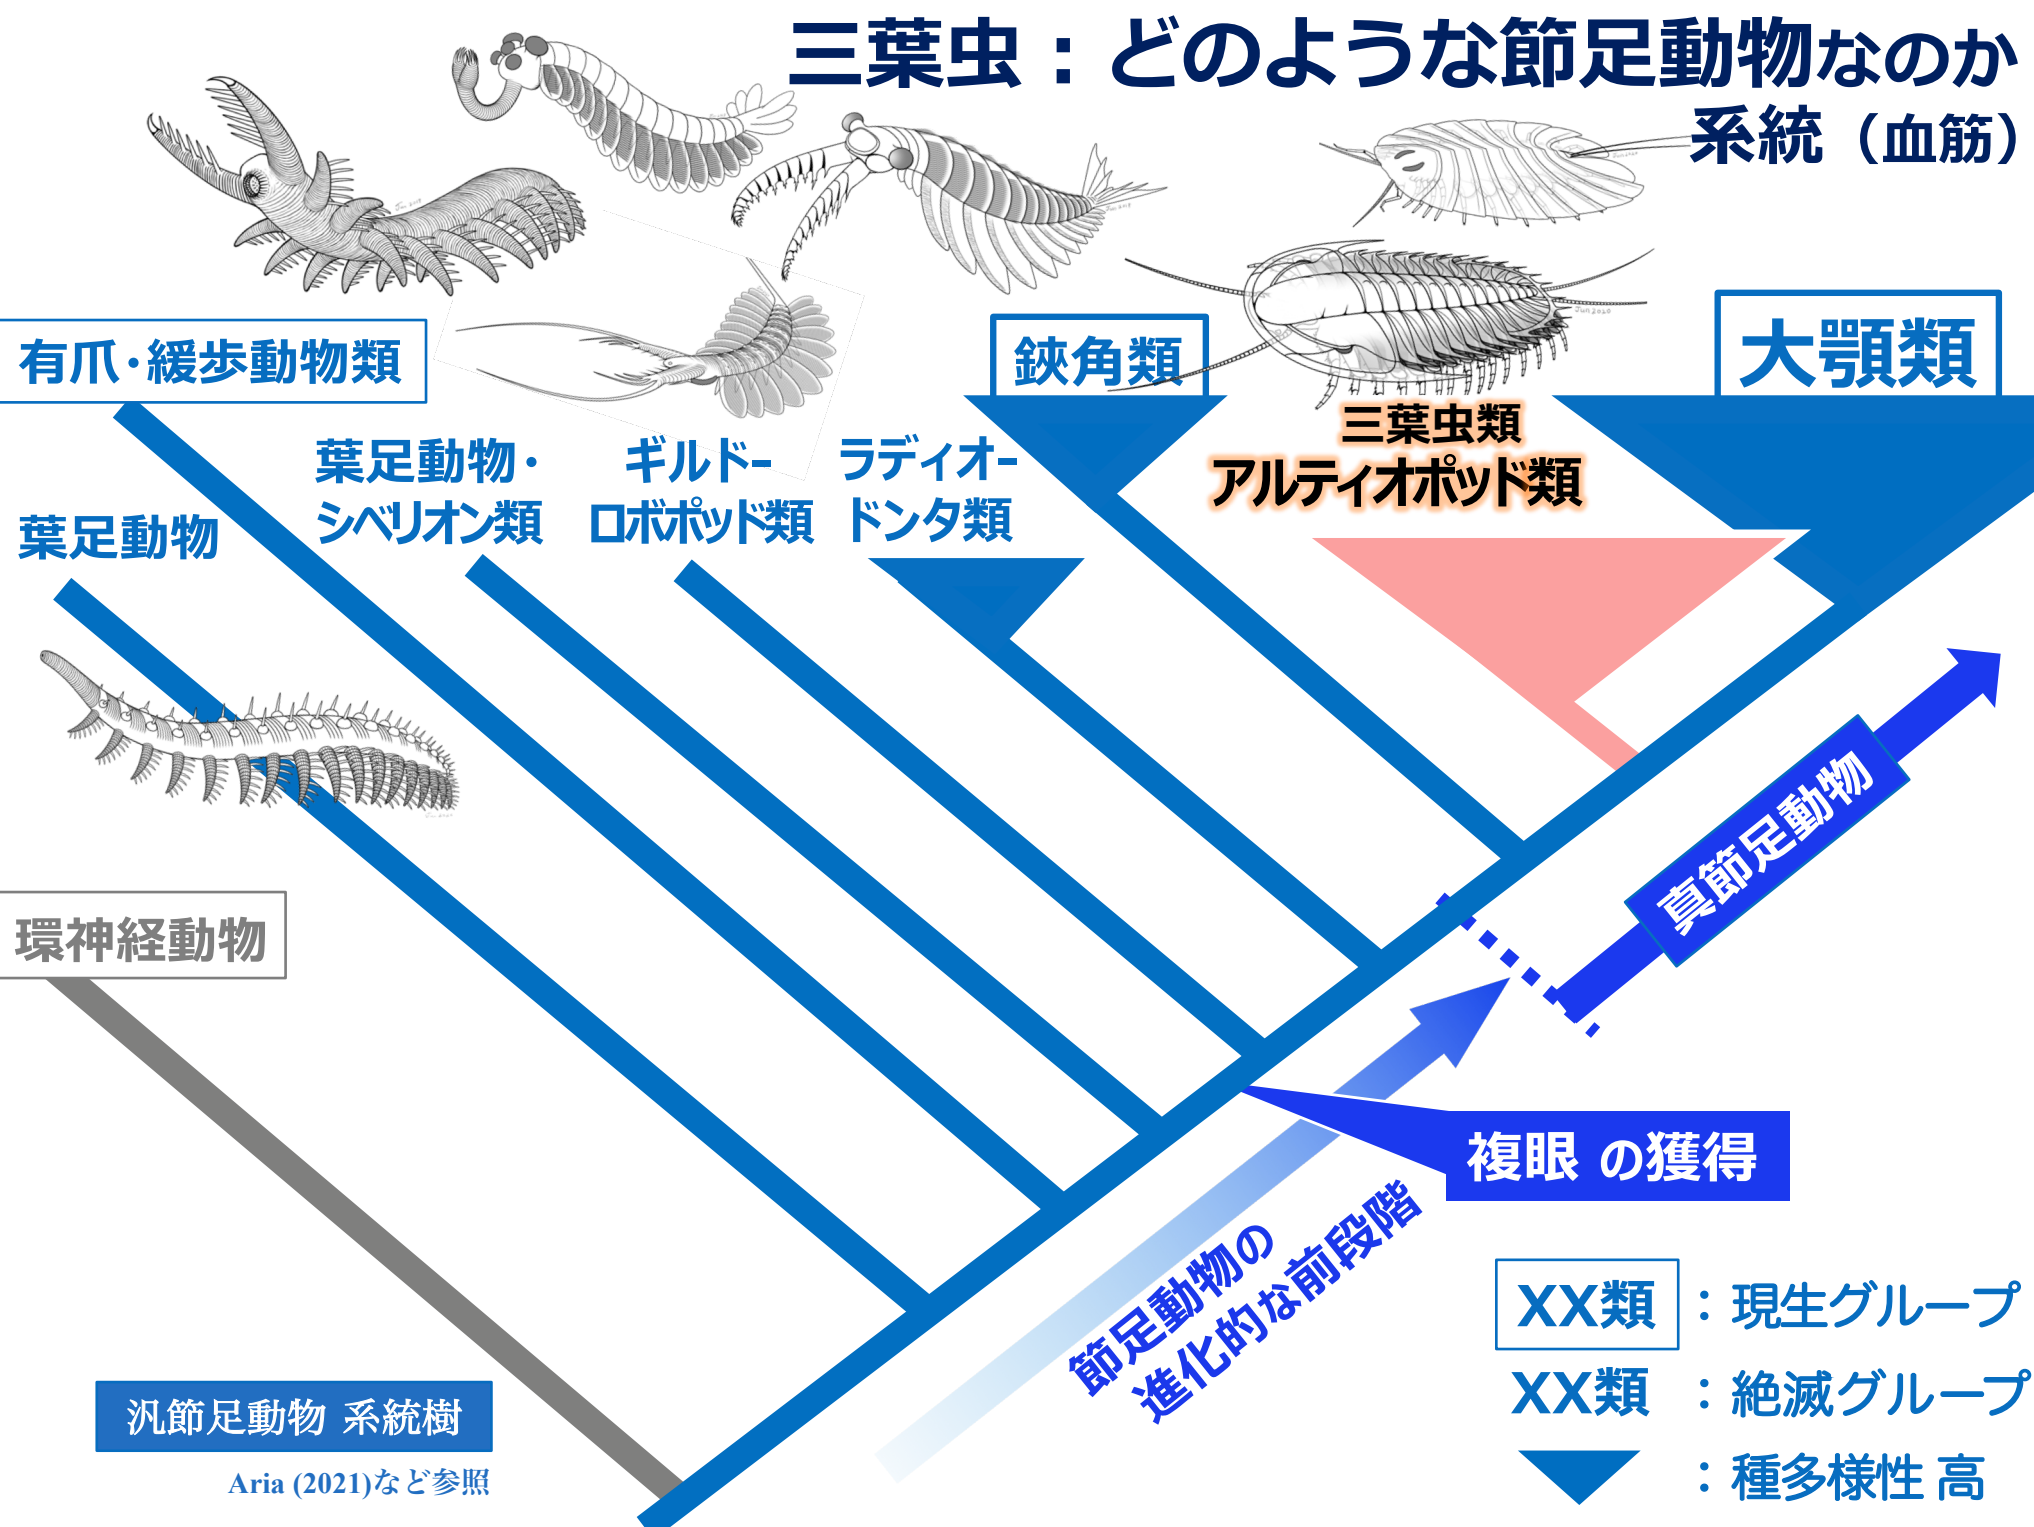 三葉虫：どのような節足動物なのか
系統（血筋）
有爪・緩歩動物類
鋏角類
大顎類
三葉虫類
アルティオポッド類
葉足動物・
シベリオン類
ギルド-
ロボポッド類
ラディオ-
ドンタ類
葉足動物
環神経動物
真節足動物
複眼 の獲得
節足動物の
進化的な前段階
XX類 ：現生グループ
XX類 ：絶滅グループ
：種多様性 高
汎節足動物 系統樹
Aria (2021)など参照